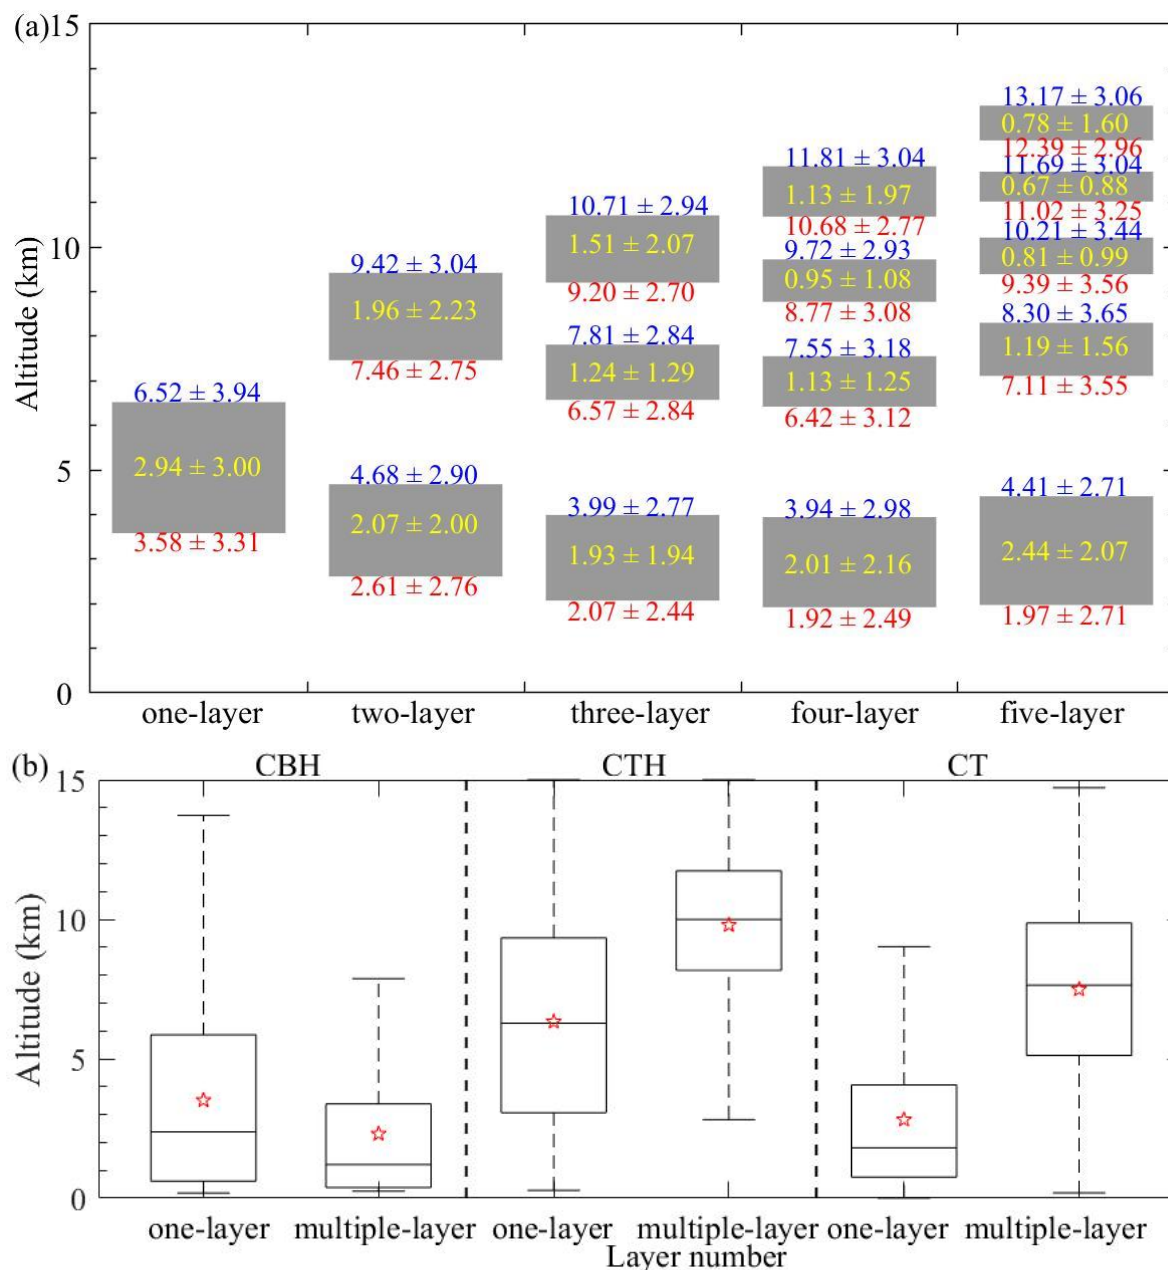 (a)
15
10
5
0
Altitude (km)
6.52 ± 3.94
2.94 ± 3.00
3.58 ± 3.31
9.42 ± 3.04
1.96 ± 2.23
7.46 ± 2.75
4.68 ± 2.90
2.07 ± 2.00
2.61 ± 2.76
10.71 ± 2.94
1.51 ± 2.07
9.20 ± 2.70
7.81 ± 2.84
1.24 ± 1.29
6.57 ± 2.84
3.99 ± 2.77
1.93 ± 1.94
2.07 ± 2.44
11.81 ± 3.04
1.13 ± 1.97
10.68 ± 2.77
9.72 ± 2.93
0.95 ± 1.08
8.77 ± 3.08
7.55 ± 3.18
1.13 ± 1.25
6.42 ± 3.12
3.94 ± 2.98
2.01 ± 2.16
1.92 ± 2.49
13.17 ± 3.06
0.78 ± 1.60
12.39 ± 2.96
11.69 ± 3.04
0.67 ± 0.88
11.02 ± 3.25
10.21 ± 3.44
0.81 ± 0.99
9.39 ± 3.56
8.30 ± 3.65
1.19 ± 1.56
7.11 ± 3.55
4.41 ± 2.71
2.44 ± 2.07
1.97 ± 2.71
one-layer two-layer three-layer four-layer five-layer
(b)
CBH CTH CT
15
10
5
0
Altitude (km)
one-layer multiple-layer one-layer multiple-layer one-layer multiple-layer
Layer number